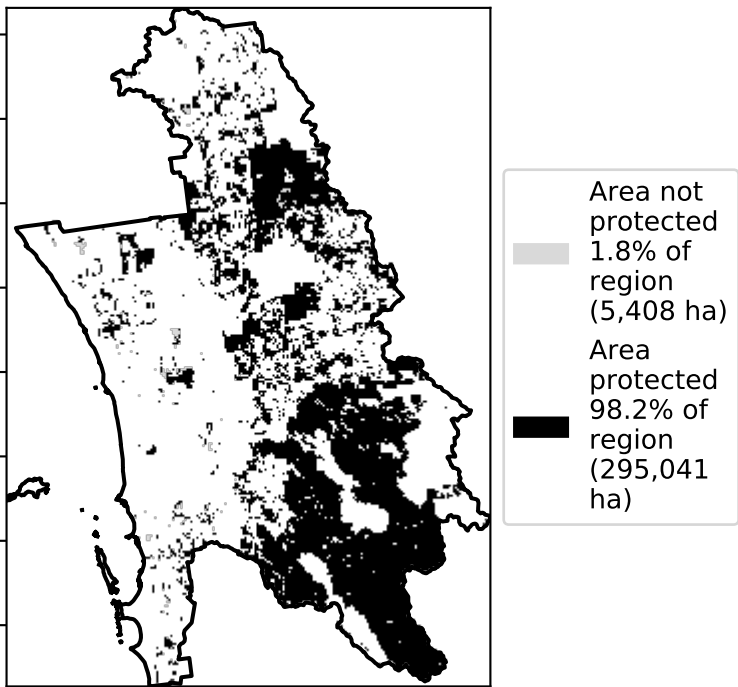 Area not
protected
1.8% of
region
(5,408 ha)
Area
protected
98.2% of
region
(295,041
ha)